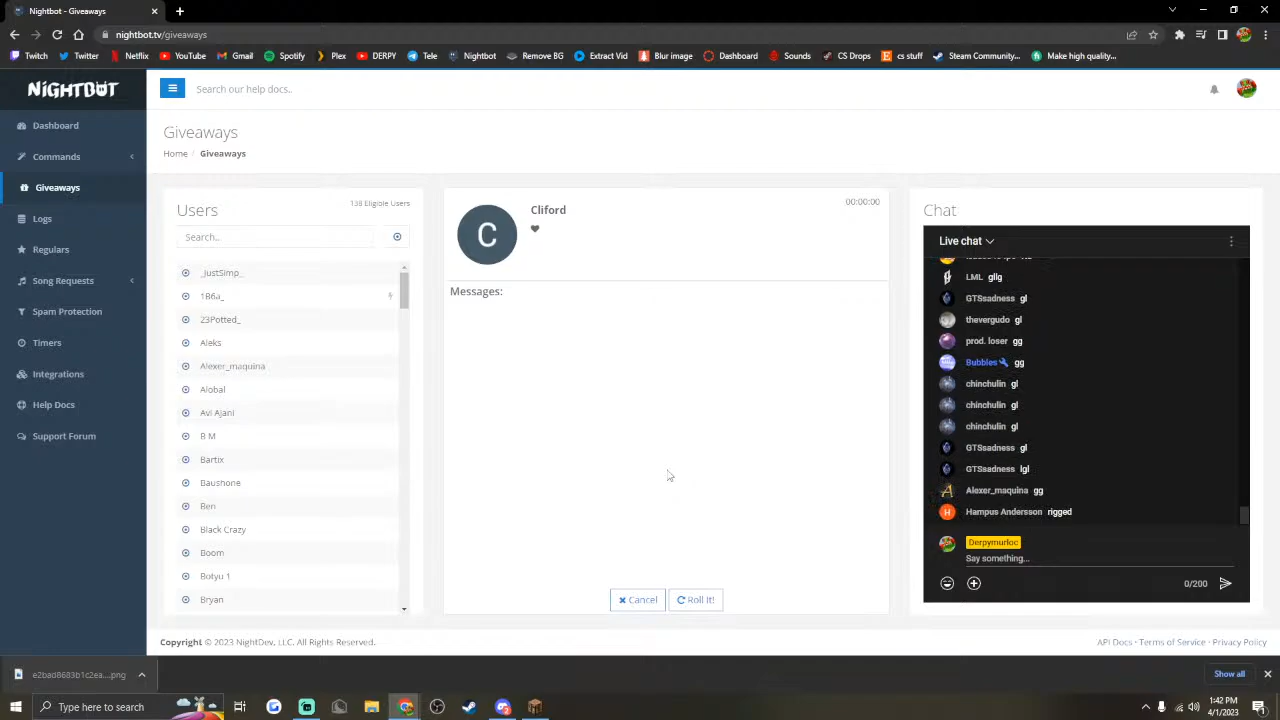 Nightbot - Giveaways
nightbot.tv/giveaways
Twitch
Twitter
Netflix
YouTube
Gmail
Spotify
Plex
DERPY
Tele
Nightbot
Remove BG
Extract Vid
Blur image
Dashboard
Sounds
CS Drops
cs stuff
Steam Community...
Make high quality...
NiGHTBOT
Search our help docs..
Dashboard
Commands
Giveaways
Logs
Regulars
Song Requests
Spam Protection
Timers
Integrations
Help Docs
Support Forum
Giveaways
Home / Giveaways
Users
138 Eligible Users
Search..
_JustSimp_
1B6a_
23Potted_
Aleks
Alexer_maquina
Alobal
Avi Ajani
B M
Bartix
Baushone
Ben
Black Crazy
Boom
Botyu 1
Bryan
C
Cliford
00:00:00
Messages:
Cancel
Roll It!
Chat
Live chat
LML glig
GTSsadness gl
thevergudo gl
prod. loser gg
Bubbles gg
chinchulin gl
chinchulin gl
chinchulin gl
GTSsadness gl
GTSsadness lgl
Alexer_maquina gg
H Hampus Andersson rigged
Derpymurloc
Say something...
0/200
Copyright © 2023 NightDev, LLC. All Rights Reserved.
API Docs · Terms of Service · Privacy Policy
e2bad8683b1c2ea....png
Show all
Type here to search
1:42 PM
4/1/2023